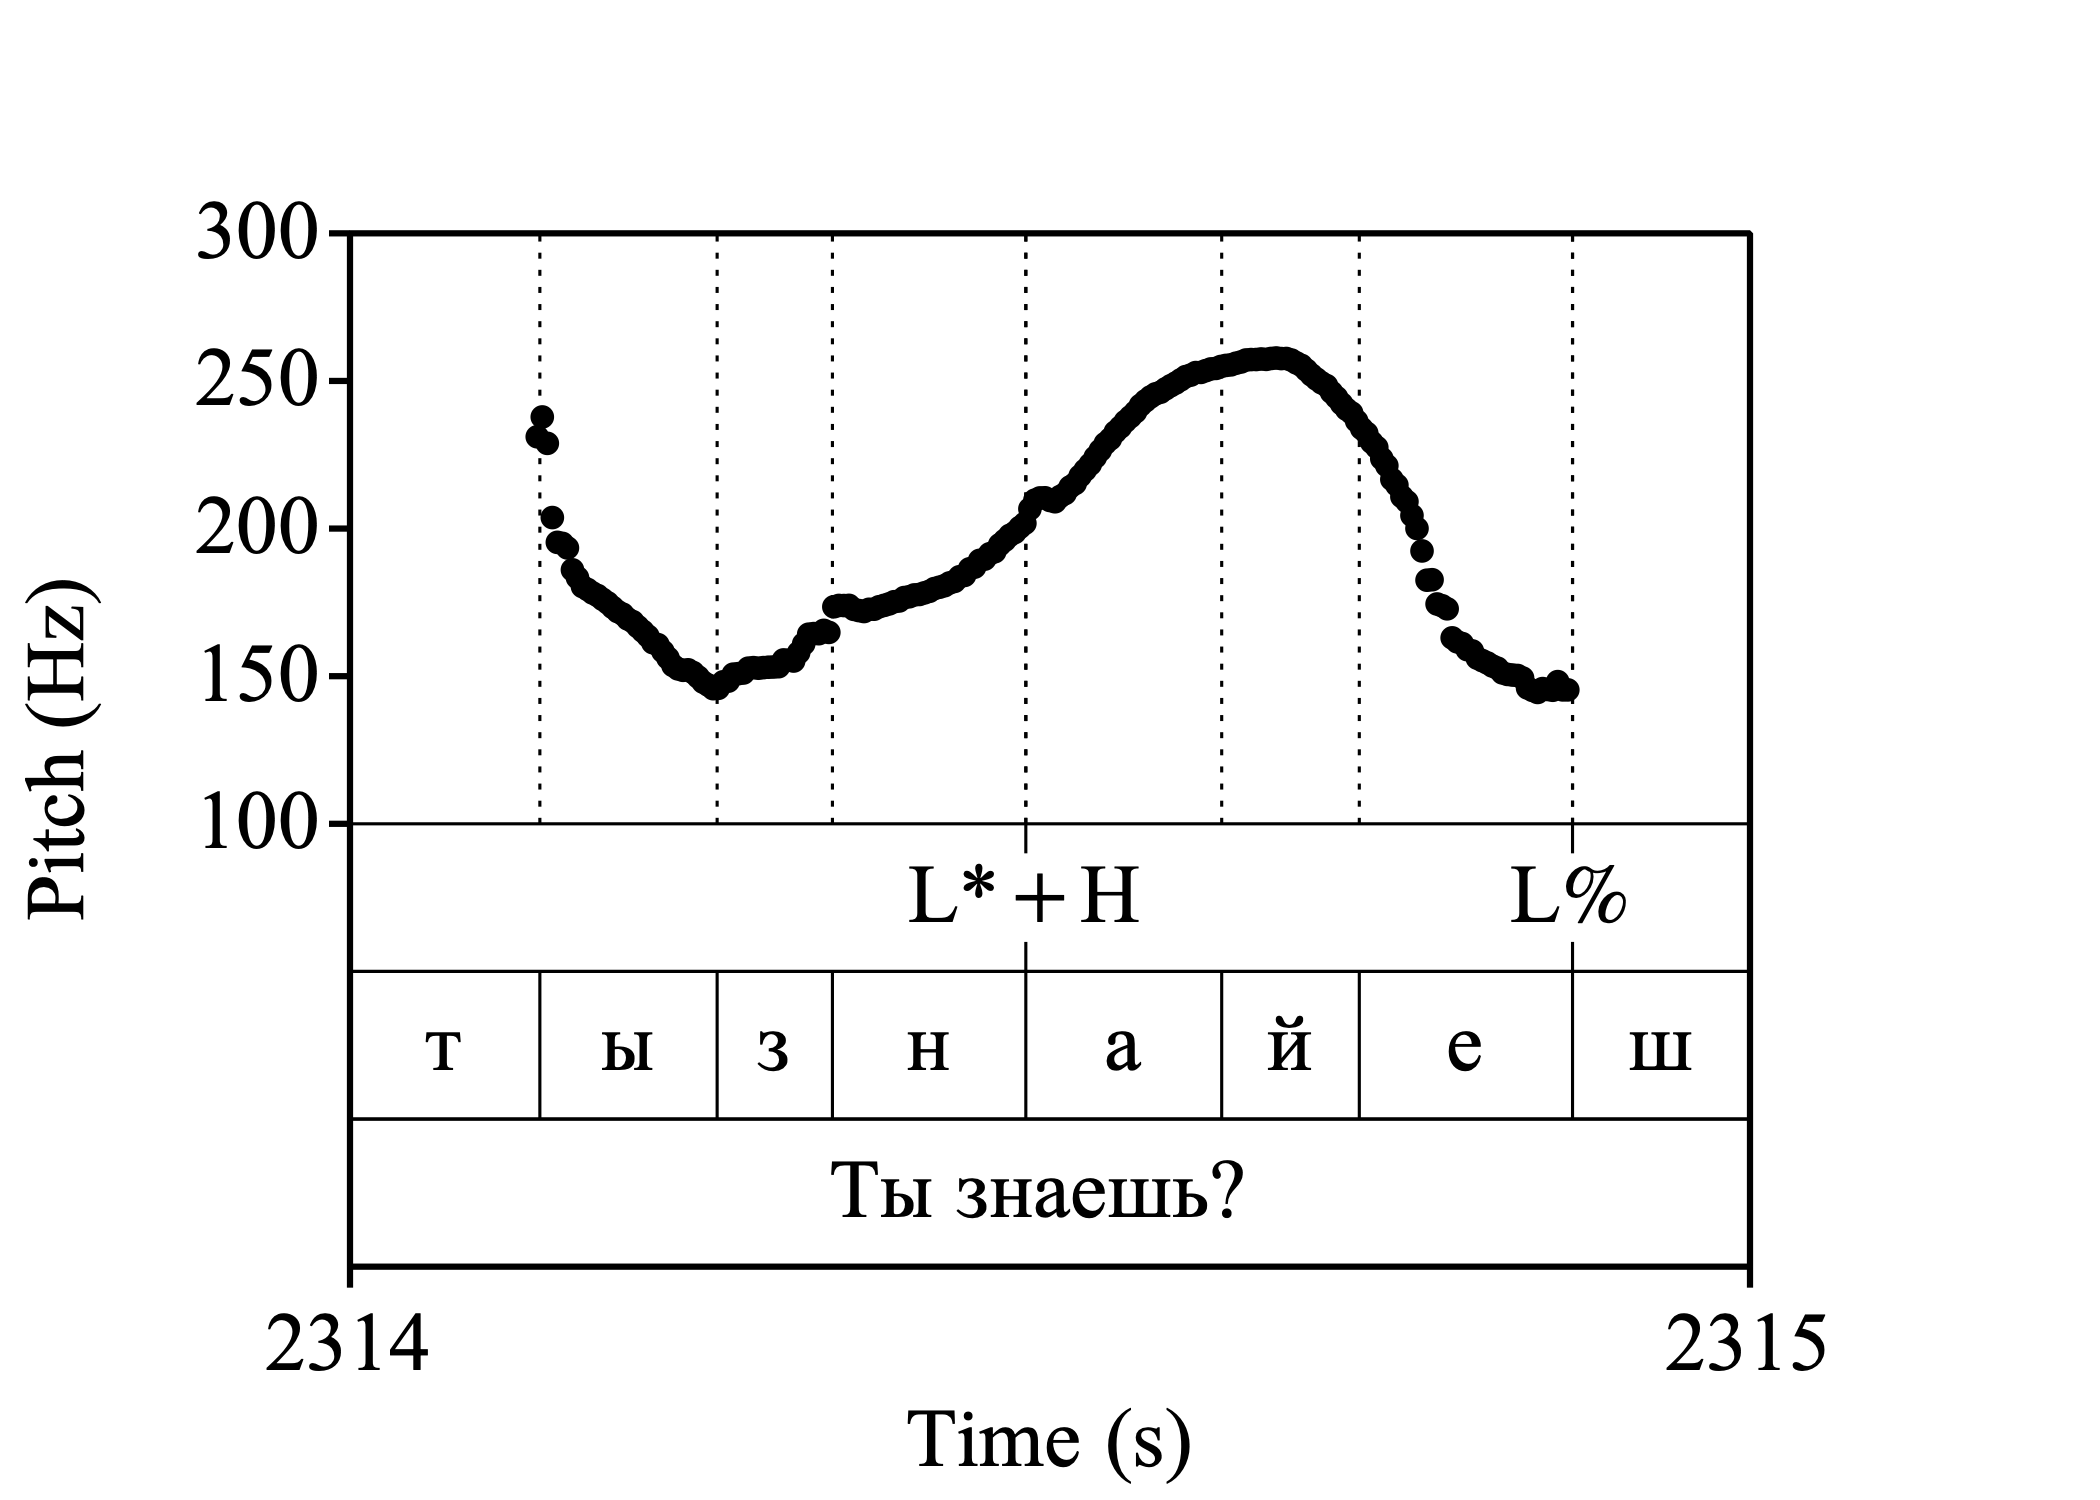 300
250
200
150
100
Pitch (Hz)
L*+H L%
т ы з н а й е ш
Ты знаешь?
2314 2315
Time (s)